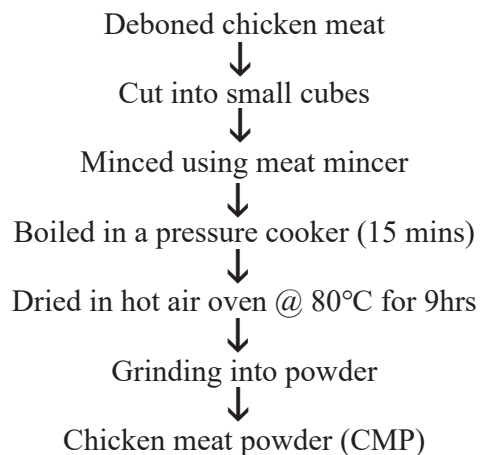 Deboned chicken meat
Cut into small cubes
Minced using meat mincer
Boiled in a pressure cooker (15 mins)
Dried in hot air oven @ 80°C for 9hrs
Grinding into powder
Chicken meat powder (CMP)